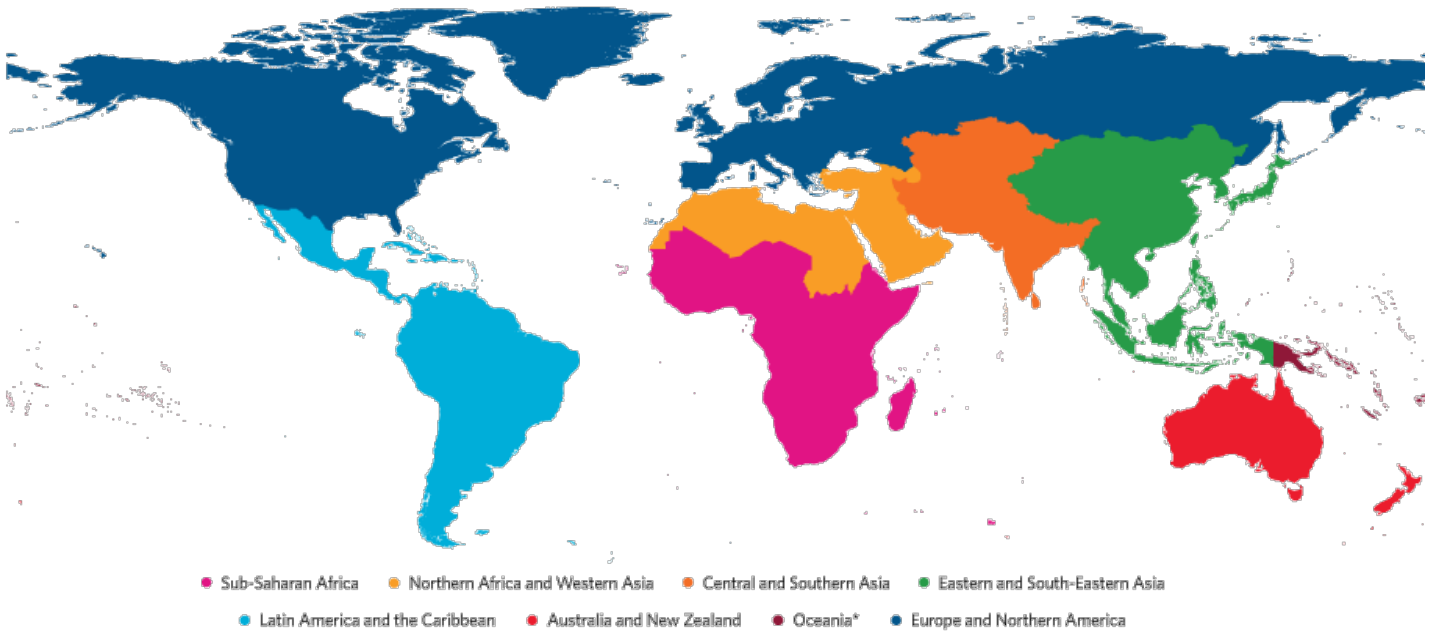 Sub-Saharan Africa Northern Africa and Western Asia Central and Southern Asia Eastern and South-Eastern Asia
Latin America and the Caribbean Australia and New Zealand Oceania* Europe and Northern America